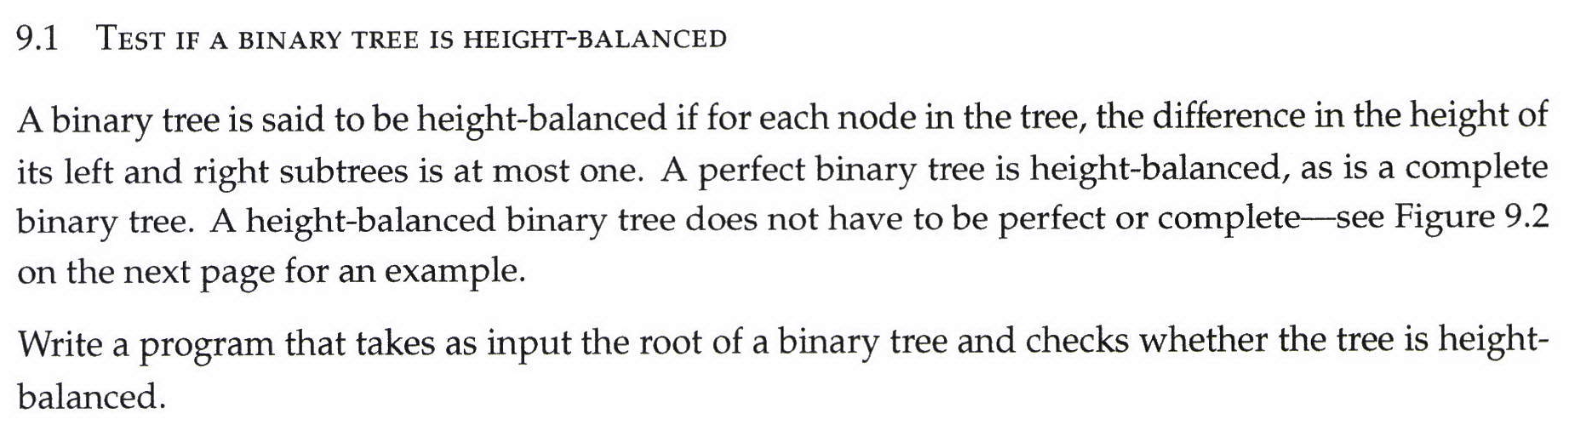 9.1 TEST IF A BINARY TREE IS HEIGHT-BALANCED
A binary tree is said to be height-balanced if for each node in the tree, the difference in the height of
its left and right subtrees is at most one. A perfect binary tree is height-balanced, as is a complete
binary tree. A height-balanced binary tree does not have to be perfect or complete—see Figure 9.2
on the next page for an example.
Write a program that takes as input the root of a binary tree and checks whether the tree is height-
balanced.